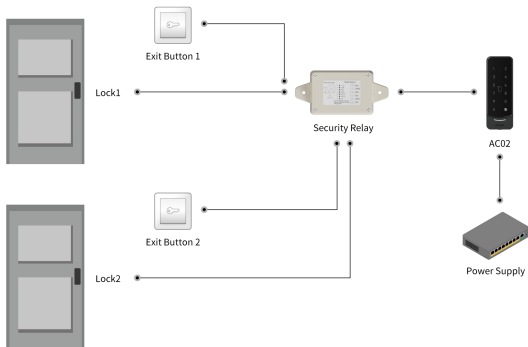 Exit Button 1
Lock1
Security Relay
AC02
Exit Button 2
Lock2
Power Supply